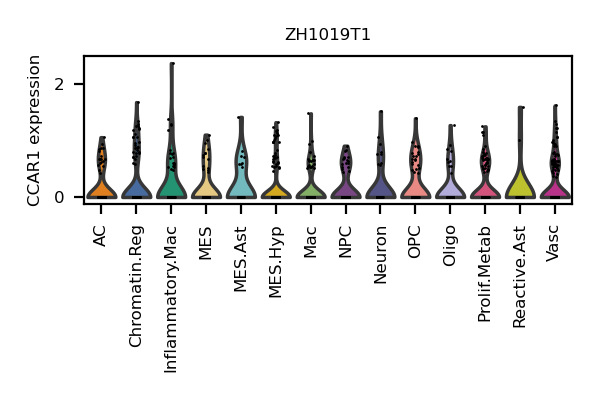 ZH1019T1
CCAR1 expression
2
0
AC
Chromatin.Reg
Inflammatory.Mac
MES
MES.Ast
MES.Hyp
Mac
NPC
Neuron
OPC
Oligo
Prolif.Metab
Reactive.Ast
Vasc